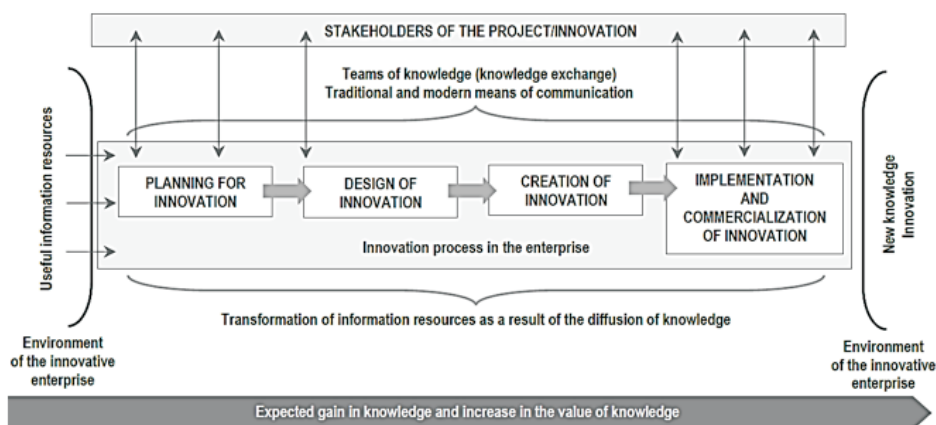 STAKEHOLDERS OF THE PROJECT/INNOVATION
Teams of knowledge (knowledge exchange)
Traditional and modern means of communication
Useful information resources
PLANNING FOR
INNOVATION
DESIGN OF
INNOVATION
CREATION OF
INNOVATION
IMPLEMENTATION
AND
COMMERCIALIZATION
OF INNOVATION
Innovation process in the enterprise
New knowledge
Innovation
Transformation of information resources as a result of the diffusion of knowledge
Environment
of the innovative
enterprise
Environment
of the innovative
enterprise
Expected gain in knowledge and increase in the value of knowledge